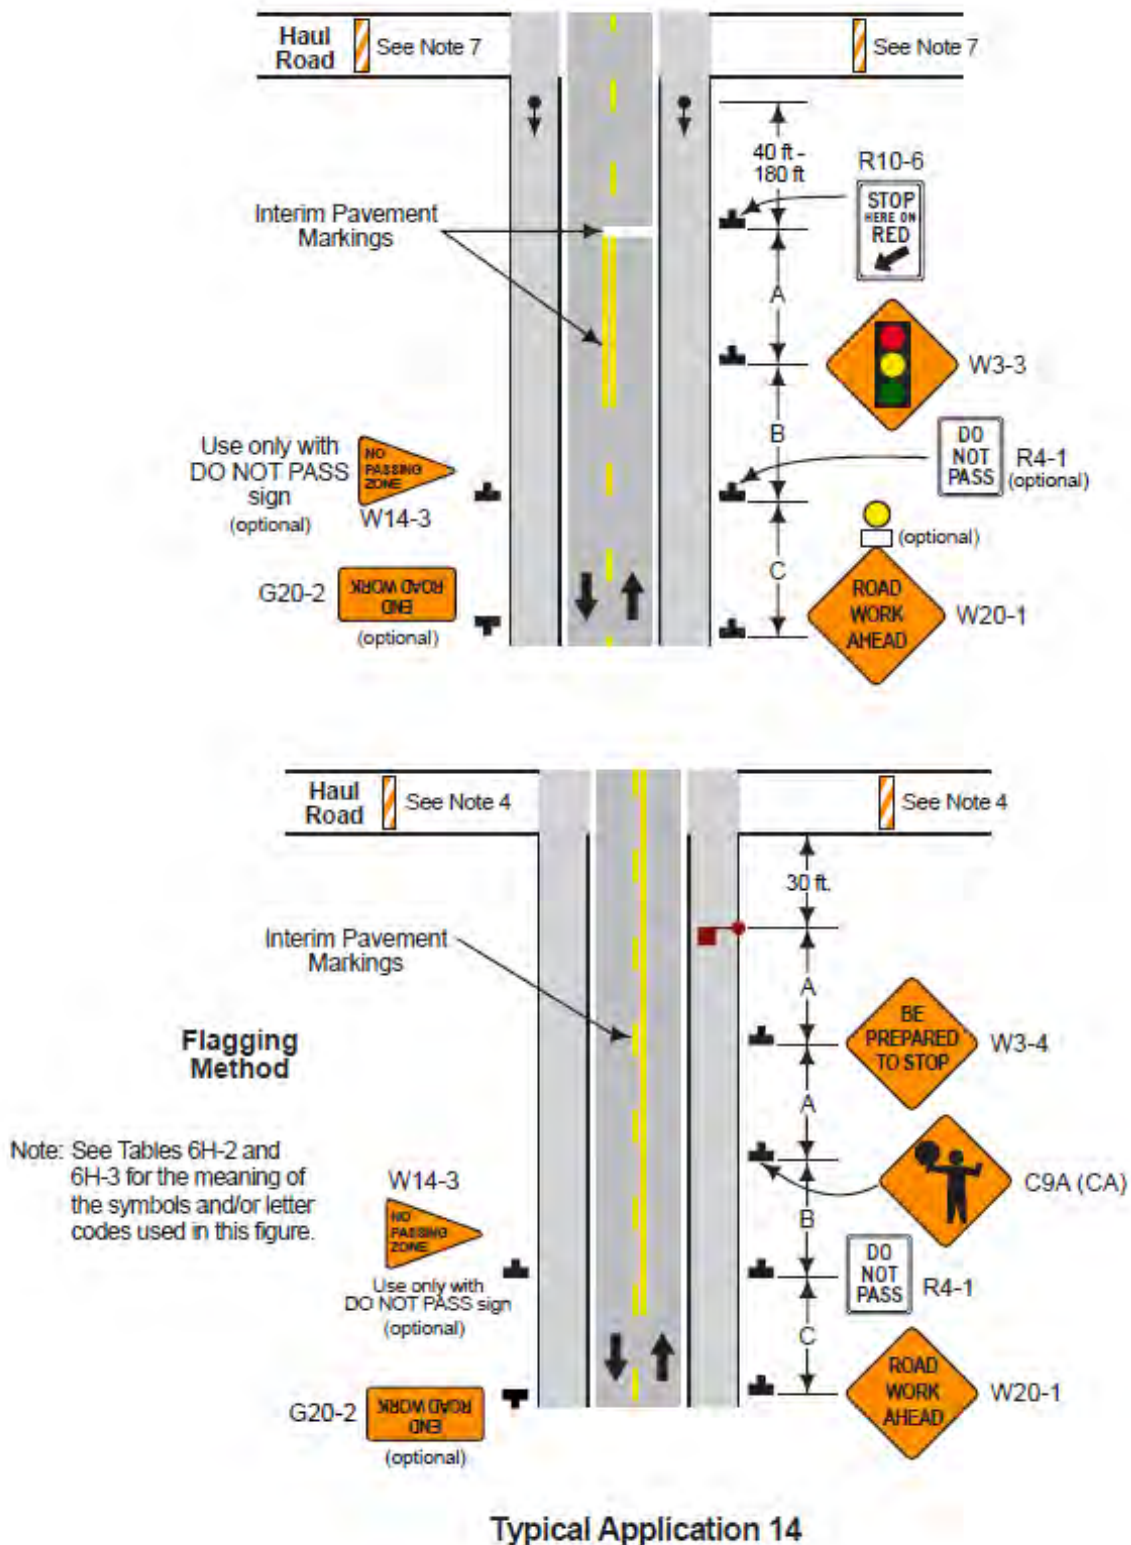 Haul
Road
See Note 7
See Note 7
40 ft -
180 ft
R10-6
STOP
HERE ON
RED
Interim Pavement
Markings
A
W3-3
B
Use only with
DO NOT PASS
sign
(optional)
NO
PASSING
ZONE
W14-3
DO
NOT
PASS
R4-1
(optional)
(optional)
C
G20-2
END
ROAD WORK
(optional)
ROAD
WORK
AHEAD
W20-1
Haul
Road
See Note 4
See Note 4
30 ft.
Interim Pavement
Markings
A
BE
PREPARED
TO STOP
W3-4
Flagging
Method
A
Note: See Tables 6H-2 and
6H-3 for the meaning of
the symbols and/or letter
codes used in this figure.
C9A (CA)
W14-3
NO
PASSING
ZONE
B
Use only with
DO NOT PASS sign
(optional)
DO
NOT
PASS
R4-1
C
G20-2
END
ROAD WORK
(optional)
ROAD
WORK
AHEAD
W20-1
Typical Application 14